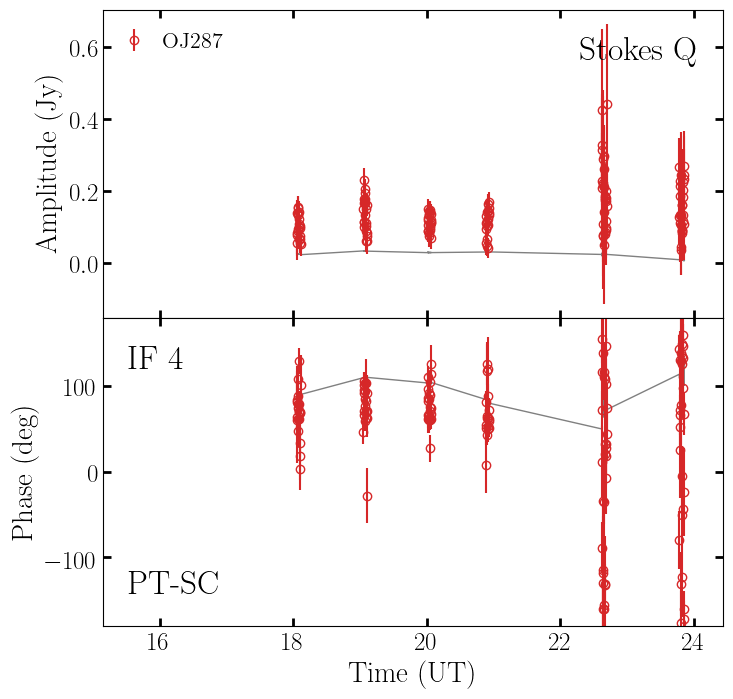 OJ287
Stokes Q
0.6
0.4
0.2
0.0
Amplitude (Jy)
IF 4
100
0
−100
Phase (deg)
PT-SC
16 18 20 22 24
Time (UT)